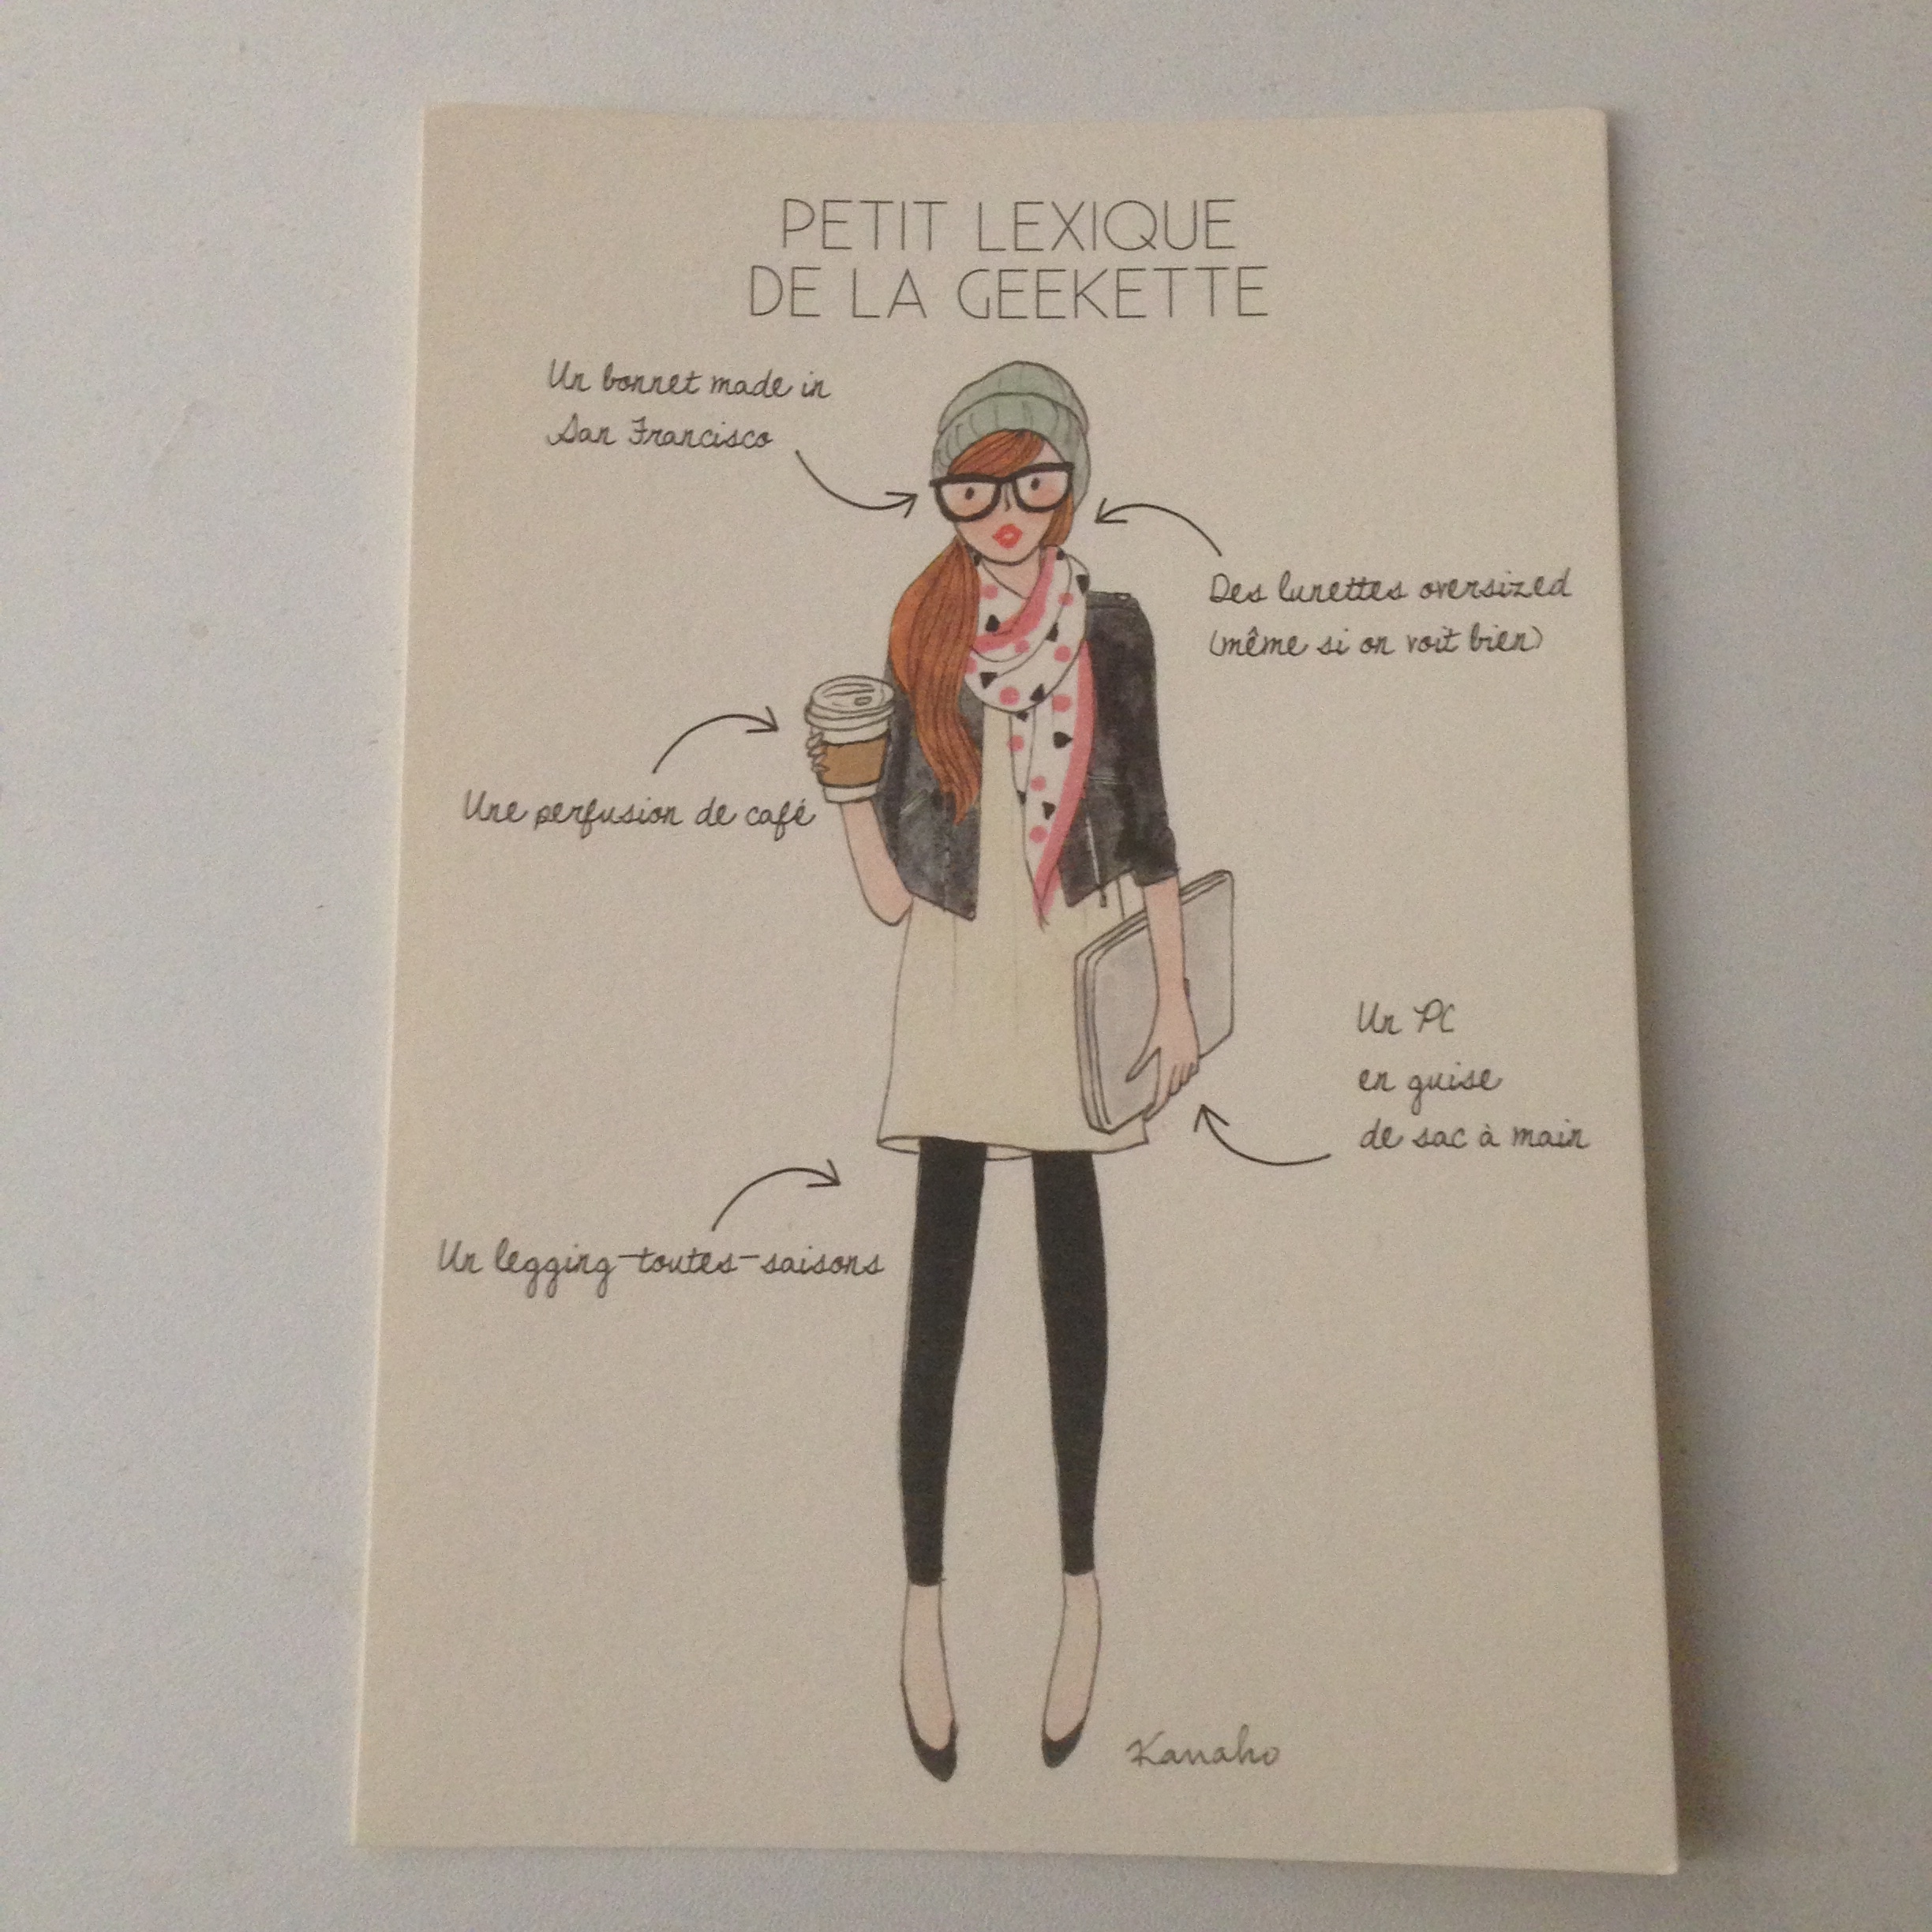 PETIT LEXIQUE
DE LA GEEKETTE
Un bonnet made in
San Francisco
Des lunettes oversized
(même si on voit bien)
Une perfusion de café
Un PC
en guise
de sac à main
Un legging-toutes-saisons
Kanako